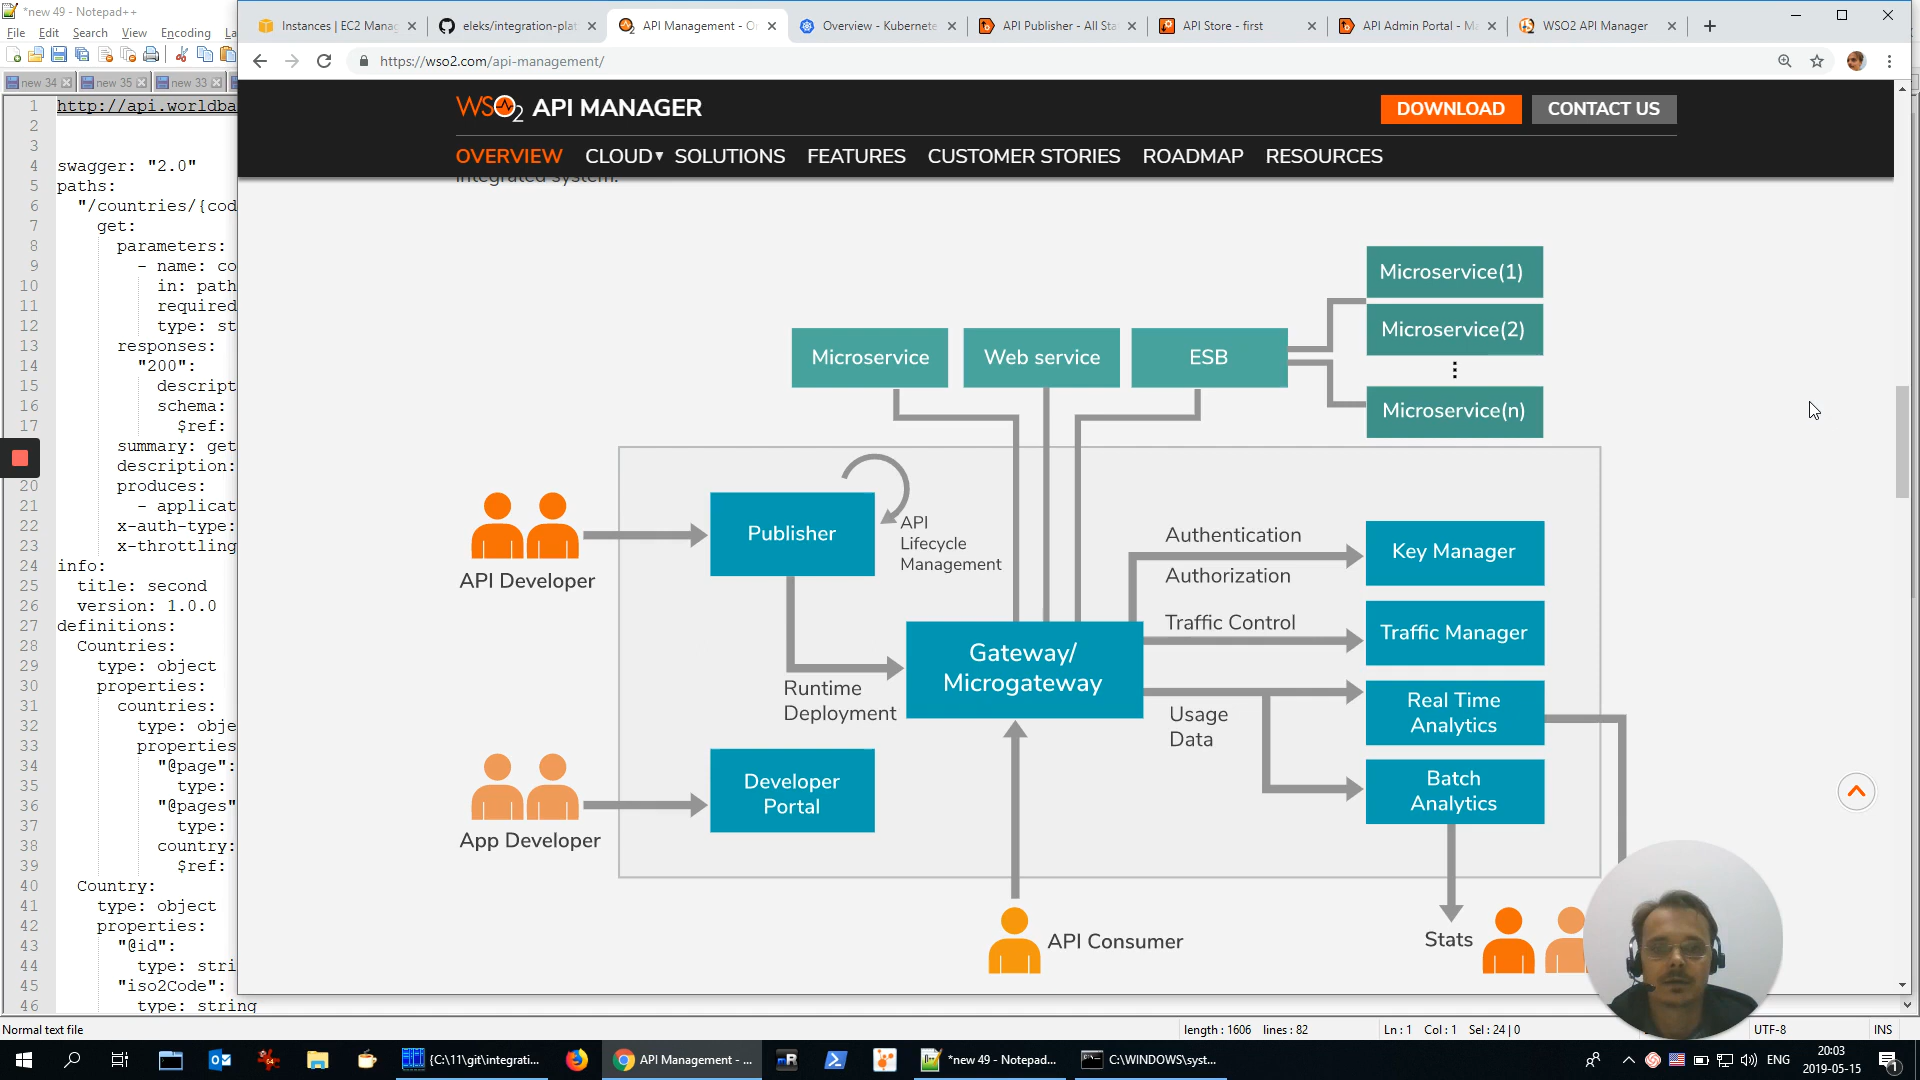 *new 49 - Notepad++
File Edit Search View Encoding La
new 34 new 35 new 33
1 http://api.worldba
2
3
4 swagger: "2.0"
5 paths:
6 "/countries/{cod
7 get:
8 parameters:
9 - name: co
10 in: path
11 required
12 type: st
13 responses:
14 "200":
15 descript
16 schema:
17 $ref:
summary: get
description:
20 produces:
21 - applicat
22 x-auth-type:
23 x-throttling
24 info:
25 title: second
26 version: 1.0.0
27 definitions:
28 Countries:
29 type: object
30 properties:
31 countries:
32 type: obje
33 properties
34 "@page":
35 type:
36 "@pages"
37 type:
38 country:
39 $ref:
40 Country:
41 type: object
42 properties:
43 "@id":
44 type: stri
45 "iso2Code":
46 type: string
Instances | EC2 Manag
eleks/integration-plat
API Management - O
Overview - Kubernete
API Publisher - All Sta
API Store - first
API Admin Portal - M
WSO2 API Manager
https://wso2.com/api-management/
WSO2 API MANAGER
DOWNLOAD CONTACT US
OVERVIEW CLOUD▾ SOLUTIONS FEATURES CUSTOMER STORIES ROADMAP RESOURCES
integrated system.
Microservice(1)
Microservice(2)
⋮
Microservice(n)
Microservice Web service ESB
API Developer
Publisher
API
Lifecycle
Management
Authentication
Authorization
Key Manager
Traffic Control
Traffic Manager
Gateway/
Microgateway
Runtime
Deployment
Usage
Data
Real Time
Analytics
Batch
Analytics
Developer
Portal
App Developer
API Consumer
Stats
Normal text file
length : 1606 lines : 82
Ln : 1 Col : 1 Sel : 24 | 0
UTF-8
INS
{C:\11\git\integrati...
API Management - ...
mR
*new 49 - Notepad...
C:\WINDOWS\syst...
ENG
20:03
2019-05-15
1